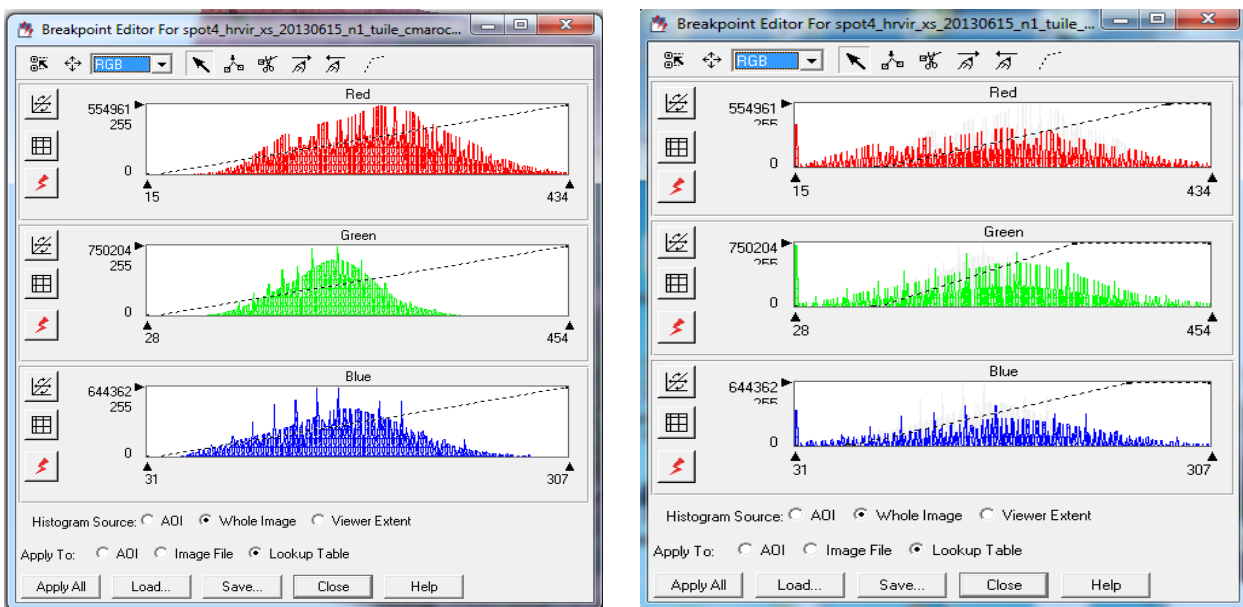 Breakpoint Editor For spot4_hrvir_xs_20130615_n1_tuile_cmaroc...
RGB
Red
554961
255
0
15
434
Green
750204
255
0
28
454
Blue
644362
255
0
31
307
Histogram Source: AOI Whole Image Viewer Extent
Apply To: AOI Image File Lookup Table
Apply All Load... Save... Close Help
Breakpoint Editor For spot4_hrvir_xs_20130615_n1_tuile_...
RGB
Red
554961
255
0
15
434
Green
750204
255
0
28
454
Blue
644362
255
0
31
307
Histogram Source: AOI Whole Image Viewer Extent
Apply To: AOI Image File Lookup Table
Apply All Load... Save... Close Help